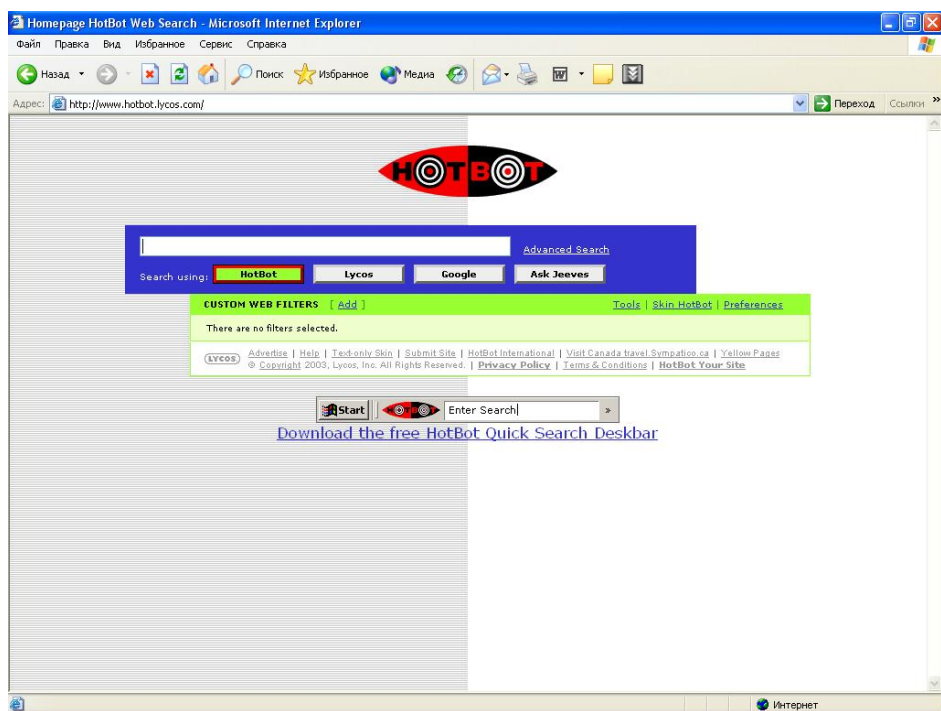 Homepage HotBot Web Search - Microsoft Internet Explorer
Файл Правка Вид Избранное Сервис Справка
Назад Поиск Избранное Медиа
Адрес: http://www.hotbot.lycos.com/ Переход Ссылки »
HOTBOT
Advanced Search
Search using: HotBot Lycos Google Ask Jeeves
CUSTOM WEB FILTERS [ Add ] Tools | Skin HotBot | Preferences
There are no filters selected.
LYCOS Advertise | Help | Text-only Skin | Submit Site | HotBot International | Visit Canada travel.Sympatico.ca | Yellow Pages
© Copyright 2003, Lycos, Inc. All Rights Reserved. | Privacy Policy | Terms & Conditions | HotBot Your Site
Start HOTBOT Enter Search »
Download the free HotBot Quick Search Deskbar
Интернет